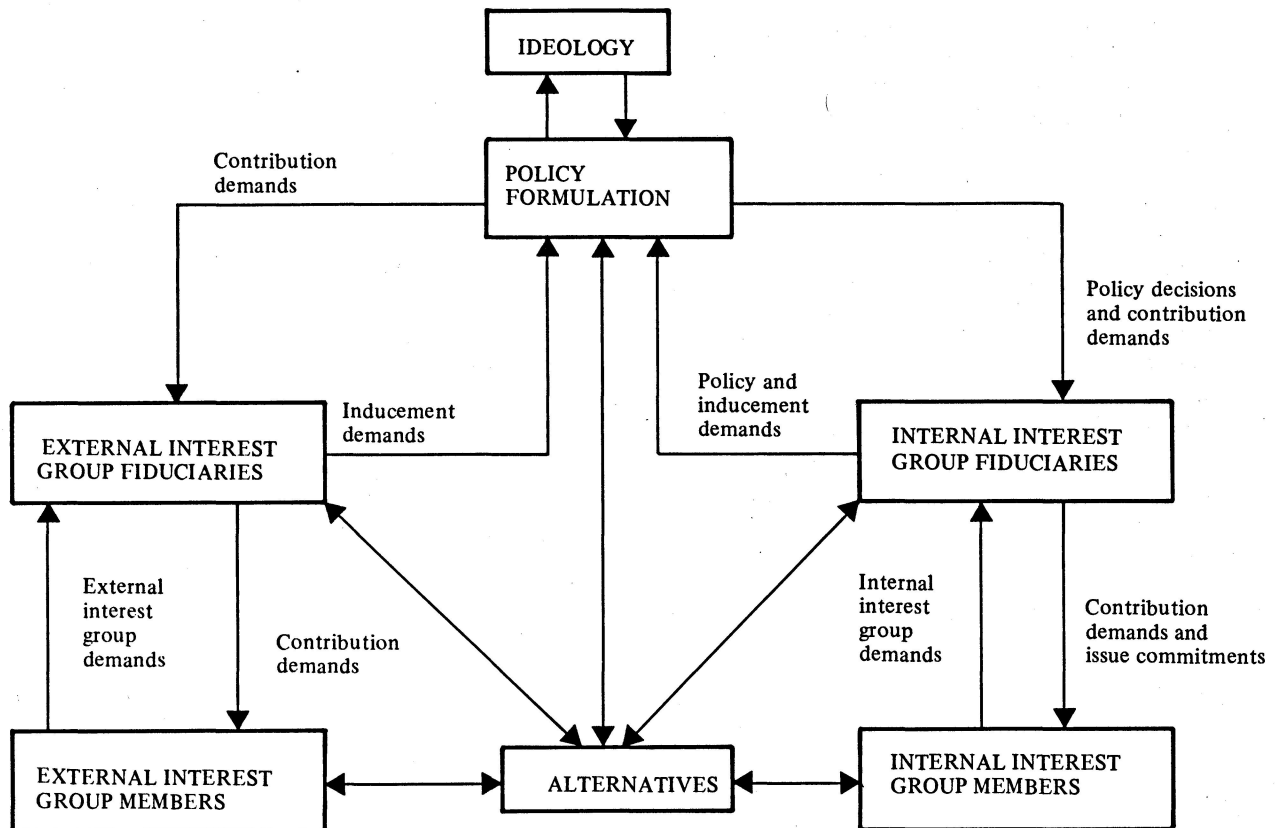 IDEOLOGY
POLICY
FORMULATION
Contribution
demands
Policy decisions
and contribution
demands
Inducement
demands
Policy and
inducement
demands
EXTERNAL INTEREST
GROUP FIDUCIARIES
INTERNAL INTEREST
GROUP FIDUCIARIES
External
interest
group
demands
Contribution
demands
Internal
interest
group
demands
Contribution
demands and
issue commitments
EXTERNAL INTEREST
GROUP MEMBERS
ALTERNATIVES
INTERNAL INTEREST
GROUP MEMBERS